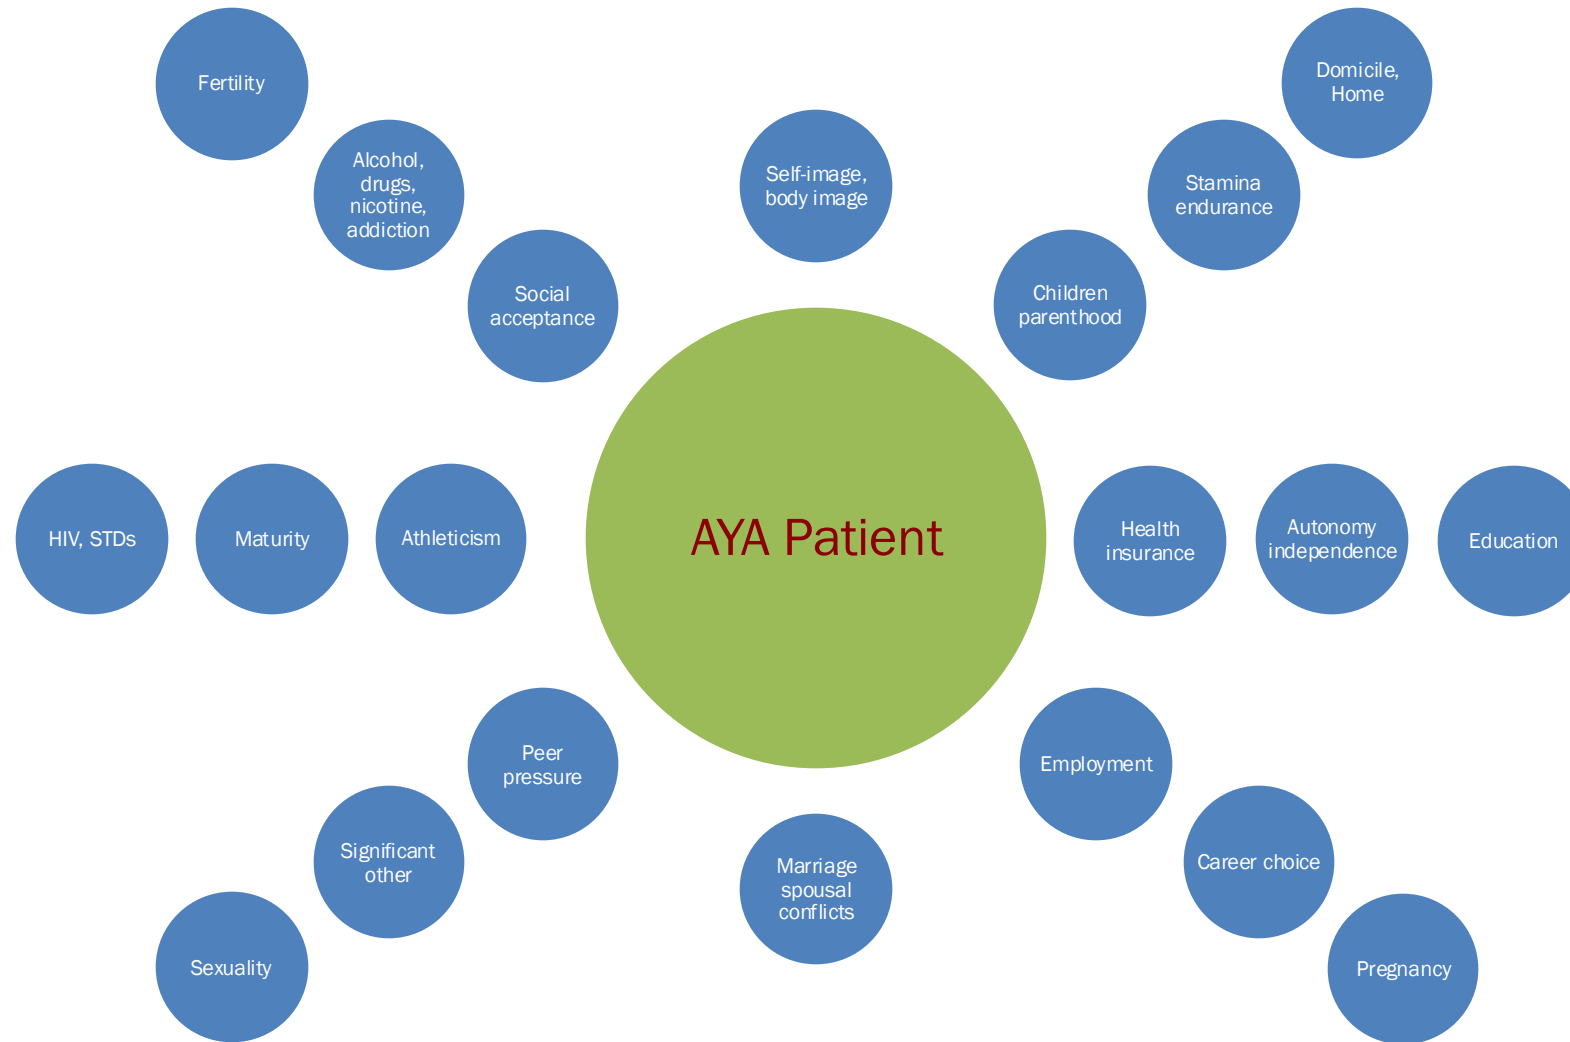 Fertility
Domicile,
Home
Alcohol,
drugs,
nicotine,
addiction
Self-image,
body image
Stamina
endurance
Social
acceptance
Children
parenthood
HIV, STDs
Maturity
Athleticism
AYA Patient
Health
insurance
Autonomy
independence
Education
Peer
pressure
Employment
Significant
other
Marriage
spousal
conflicts
Career choice
Sexuality
Pregnancy